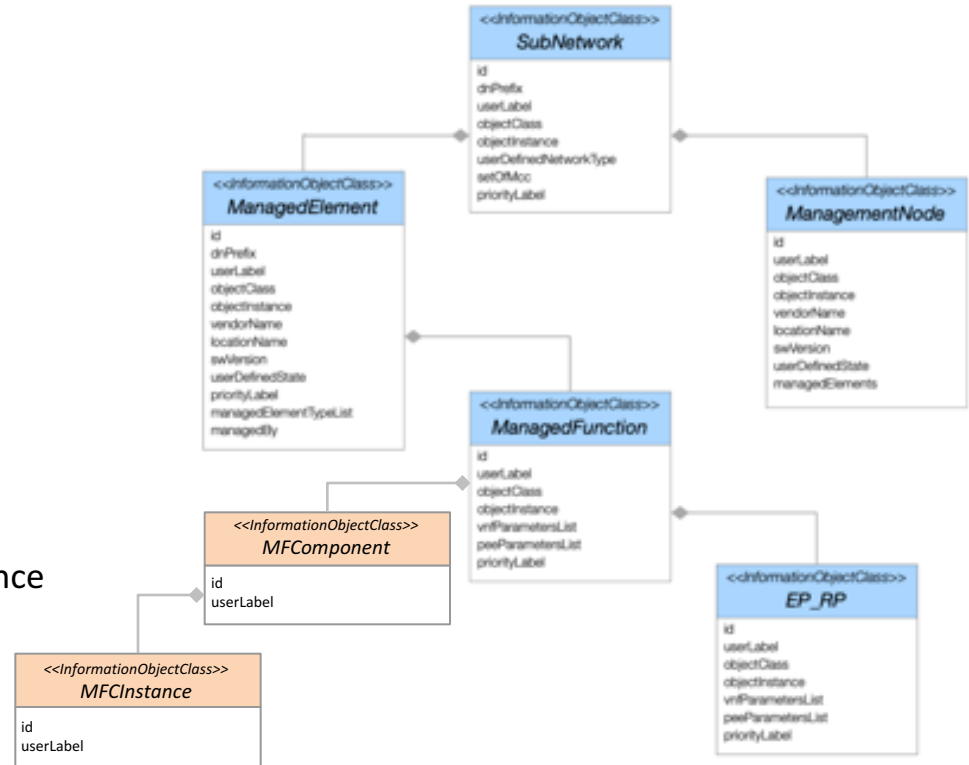 <<InformationObjectClass>>
SubNetwork
id
dnPrefix
userLabel
objectClass
objectInstance
userDefinedNetworkType
setOfMcc
priorityLabel
<<InformationObjectClass>>
ManagedElement
id
dnPrefix
userLabel
objectClass
objectInstance
vendorName
locationName
swVersion
userDefinedState
priorityLabel
managedElementTypeList
managedBy
<<InformationObjectClass>>
ManagementNode
id
userLabel
objectClass
objectInstance
vendorName
locationName
swVersion
userDefinedState
managedElements
<<InformationObjectClass>>
ManagedFunction
id
userLabel
objectClass
objectInstance
vnfParametersList
peeParametersList
priorityLabel
<<InformationObjectClass>>
MFComponent
id
userLabel
nce
<<InformationObjectClass>>
EP_RP
id
userLabel
objectClass
objectInstance
vnfParametersList
peeParametersList
priorityLabel
<<InformationObjectClass>>
MFCInstance
id
userLabel